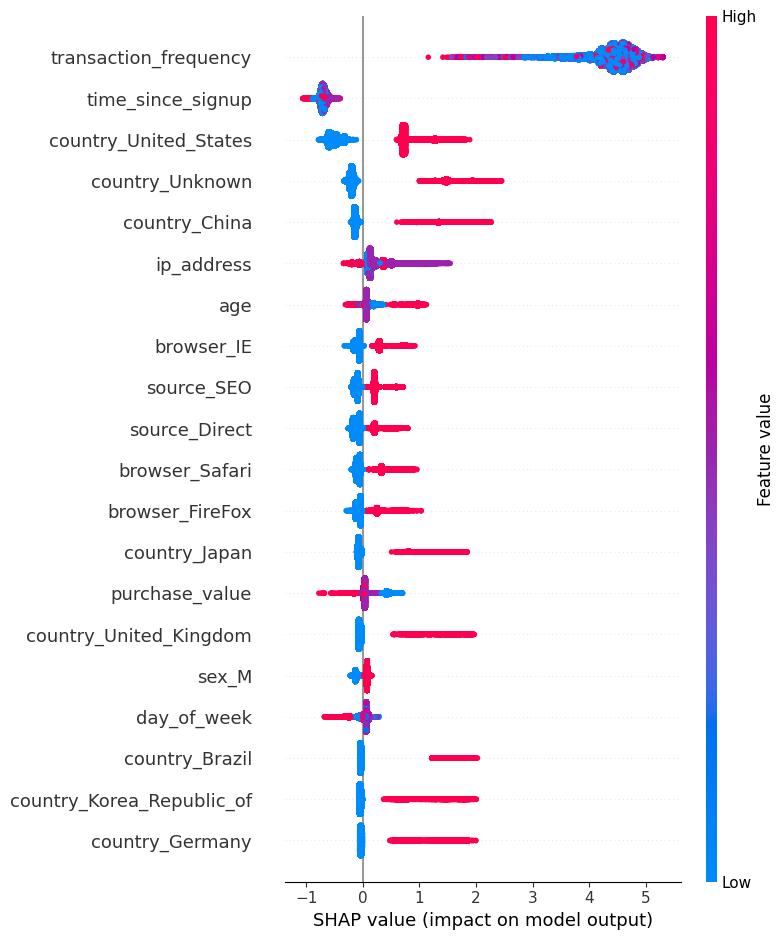 High
transaction_frequency
time_since_signup
country_United_States
country_Unknown
country_China
ip_address
age
browser_IE
source_SEO
source_Direct
browser_Safari
browser_FireFox
country_Japan
purchase_value
country_United_Kingdom
sex_M
day_of_week
country_Brazil
country_Korea_Republic_of
country_Germany
Feature value
Low
−1 0 1 2 3 4 5
SHAP value (impact on model output)